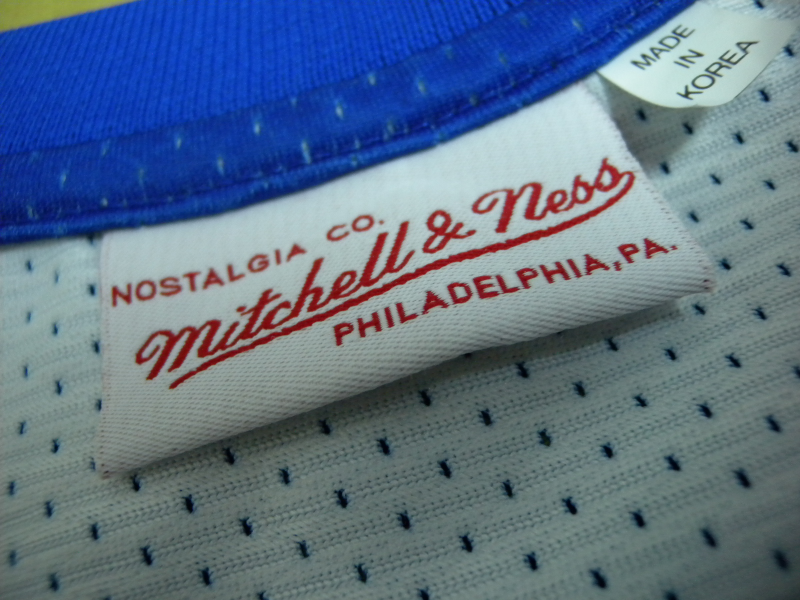 MADE
IN
KOREA
NOSTALGIA CO.
Mitchell & Ness
PHILADELPHIA, PA.